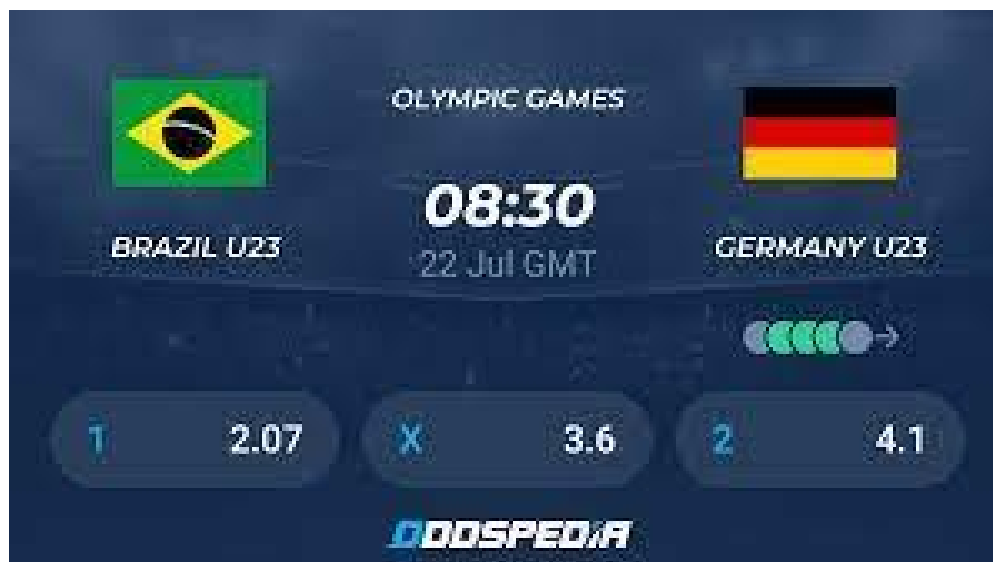 OLYMPIC GAMES
08:30
BRAZIL U23
22 Jul GMT
GERMANY U23
1 2.07
X 3.6
2 4.1
ODDSPEDIA